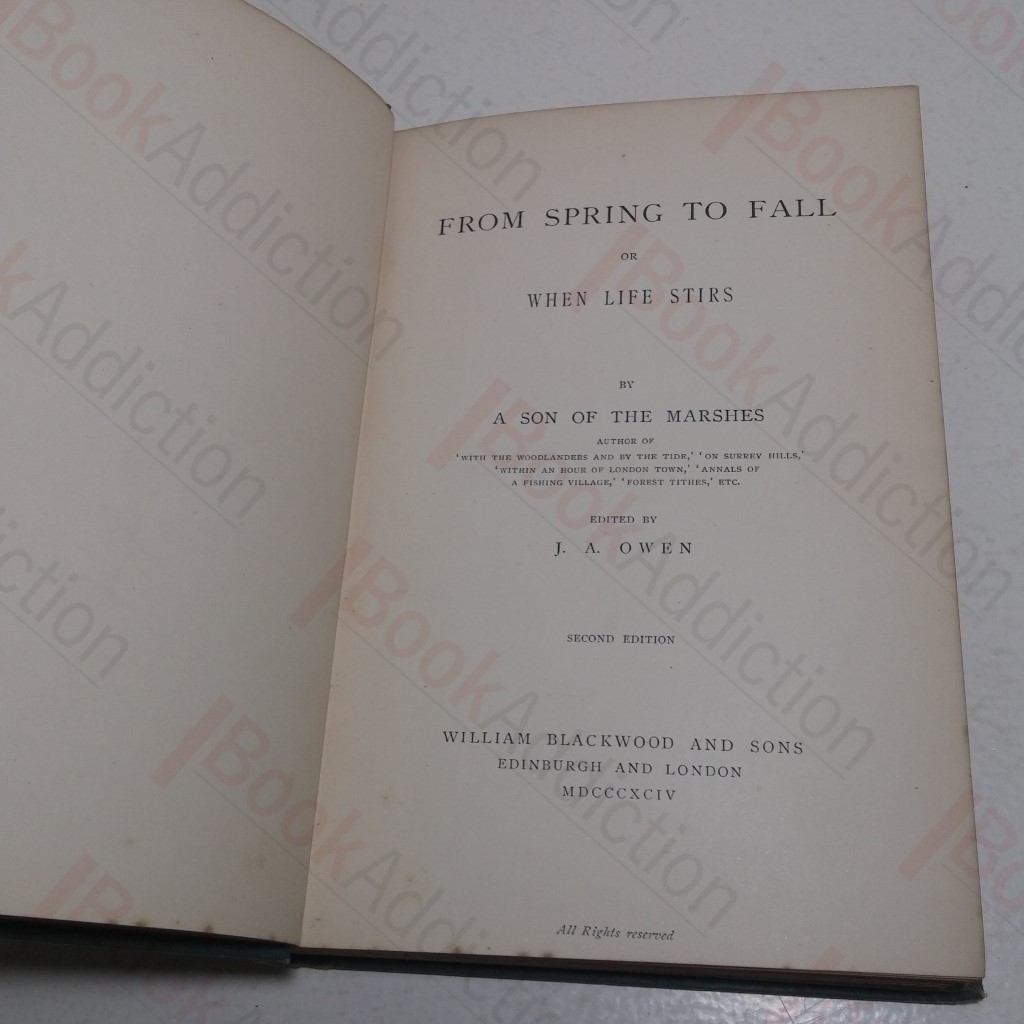 FROM SPRING TO FALL
OR
WHEN LIFE STIRS
BY
A SON OF THE MARSHES
AUTHOR OF
‘WITH THE WOODLANDERS AND BY THE TIDE,’ ‘ON SURREY HILLS,’
‘WITHIN AN HOUR OF LONDON TOWN,’ ‘ANNALS OF
A FISHING VILLAGE,’ ‘FOREST TITHES,’ ETC.
EDITED BY
J. A. OWEN
SECOND EDITION
WILLIAM BLACKWOOD AND SONS
EDINBURGH AND LONDON
MDCCCXCIV
All Rights reserved
BookAddiction